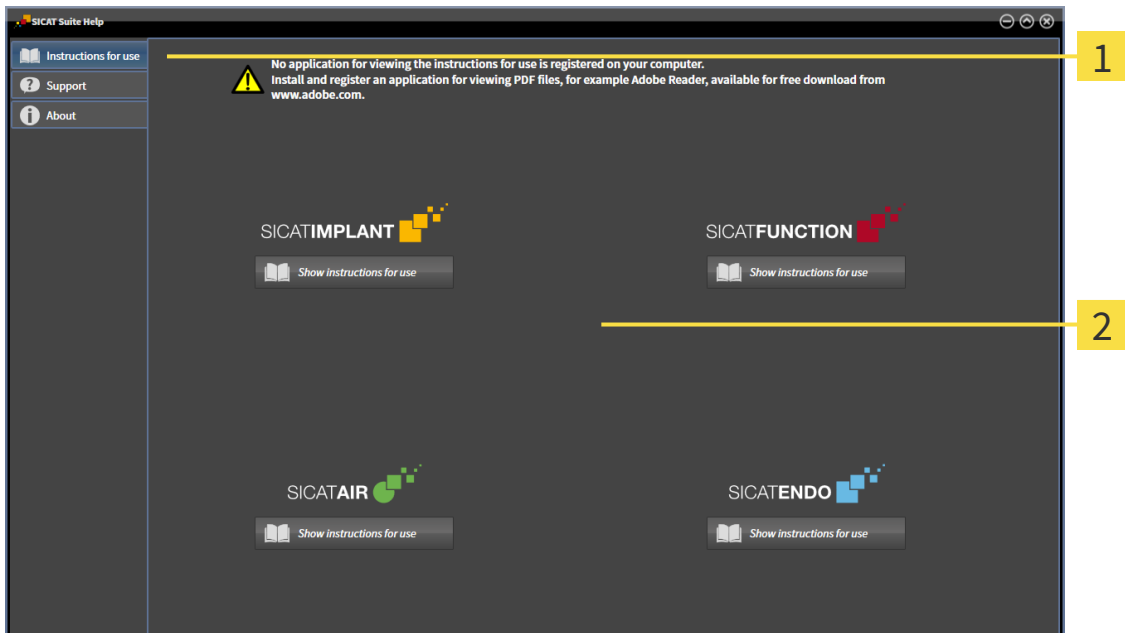 SICAT Suite Help
Instructions for use
Support
About
No application for viewing the instructions for use is registered on your computer.
Install and register an application for viewing PDF files, for example Adobe Reader, available for free download from
www.adobe.com.
1
SICATIMPLANT
SICATFUNCTION
Show instructions for use
Show instructions for use
2
SICATAIR
SICATENDO
Show instructions for use
Show instructions for use